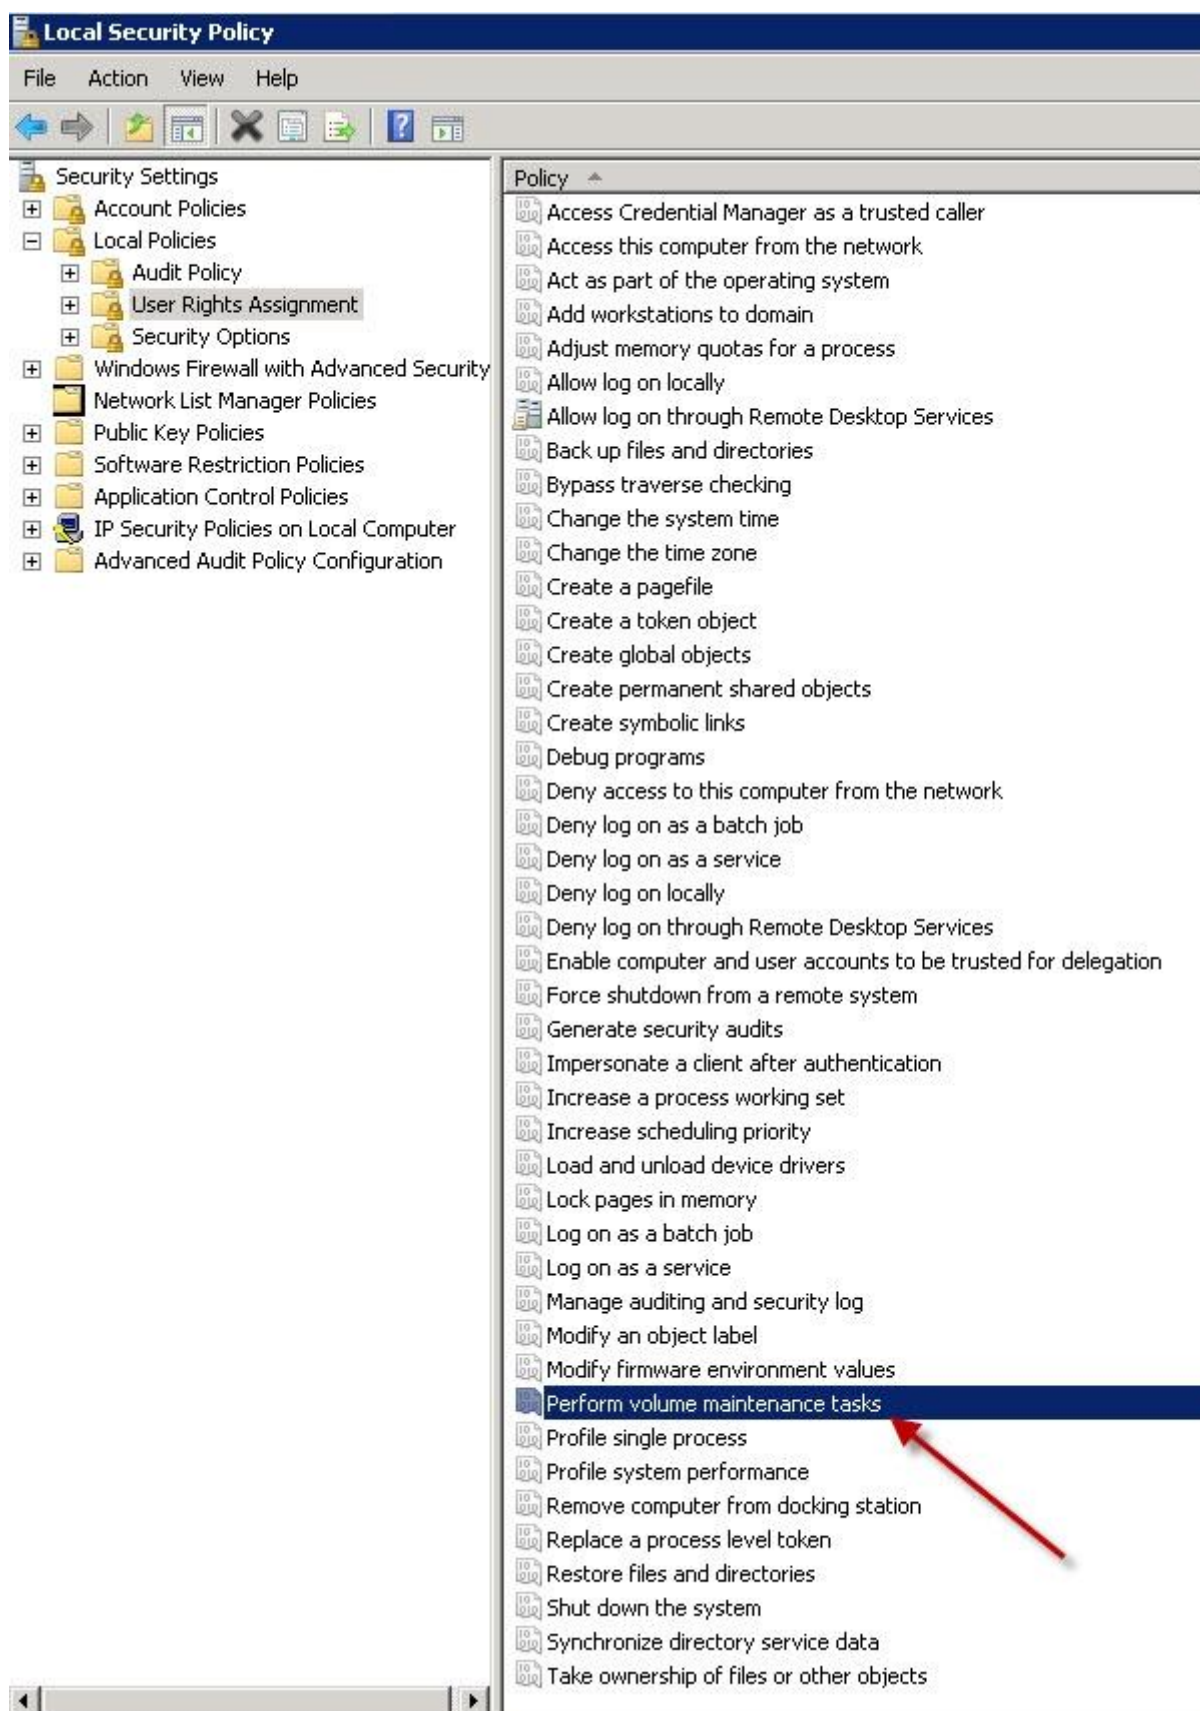 Local Security Policy
File Action View Help
Security Settings
Account Policies
Local Policies
Audit Policy
User Rights Assignment
Security Options
Windows Firewall with Advanced Security
Network List Manager Policies
Public Key Policies
Software Restriction Policies
Application Control Policies
IP Security Policies on Local Computer
Advanced Audit Policy Configuration
Policy
Access Credential Manager as a trusted caller
Access this computer from the network
Act as part of the operating system
Add workstations to domain
Adjust memory quotas for a process
Allow log on locally
Allow log on through Remote Desktop Services
Back up files and directories
Bypass traverse checking
Change the system time
Change the time zone
Create a pagefile
Create a token object
Create global objects
Create permanent shared objects
Create symbolic links
Debug programs
Deny access to this computer from the network
Deny log on as a batch job
Deny log on as a service
Deny log on locally
Deny log on through Remote Desktop Services
Enable computer and user accounts to be trusted for delegation
Force shutdown from a remote system
Generate security audits
Impersonate a client after authentication
Increase a process working set
Increase scheduling priority
Load and unload device drivers
Lock pages in memory
Log on as a batch job
Log on as a service
Manage auditing and security log
Modify an object label
Modify firmware environment values
Perform volume maintenance tasks
Profile single process
Profile system performance
Remove computer from docking station
Replace a process level token
Restore files and directories
Shut down the system
Synchronize directory service data
Take ownership of files or other objects